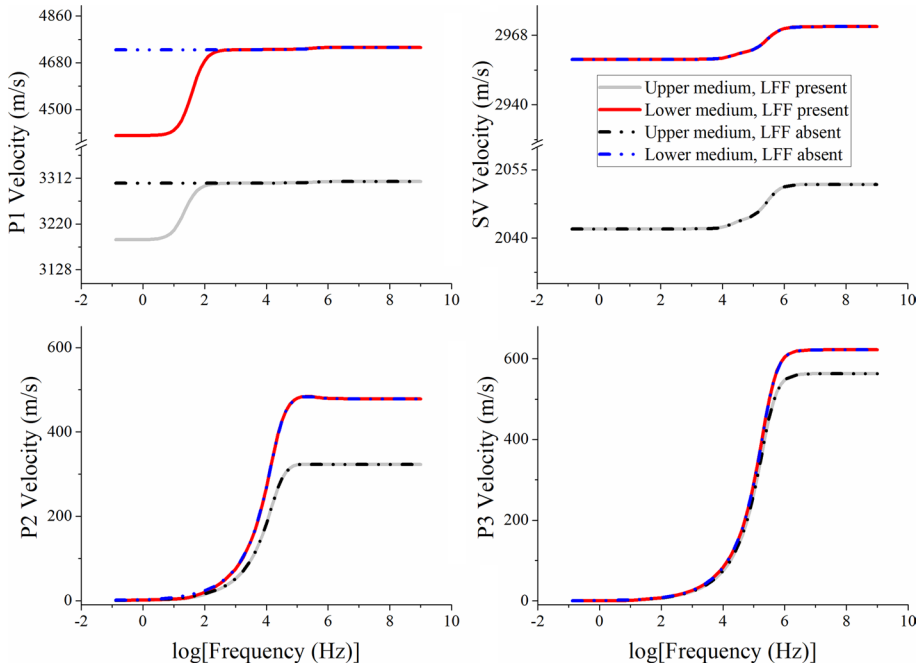 4860
4680
4500
3312
3220
3128
P1 Velocity (m/s)
-2 0 2 4 6 8 10
2968
2940
2055
2040
SV Velocity (m/s)
Upper medium, LFF present
Lower medium, LFF present
Upper medium, LFF absent
Lower medium, LFF absent
-2 0 2 4 6 8 10
600
400
200
0
P2 Velocity (m/s)
-2 0 2 4 6 8 10
log[Frequency (Hz)]
600
400
200
0
P3 Velocity (m/s)
-2 0 2 4 6 8 10
log[Frequency (Hz)]